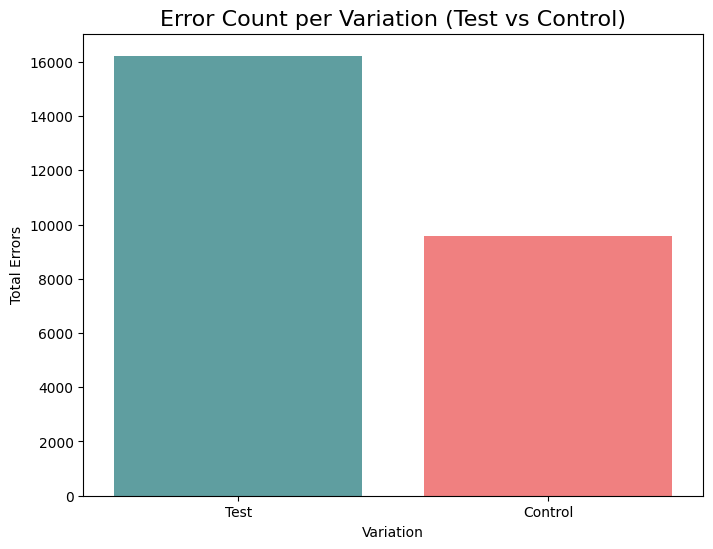 Error Count per Variation (Test vs Control)
Total Errors
16000
14000
12000
10000
8000
6000
4000
2000
0
Test
Control
Variation